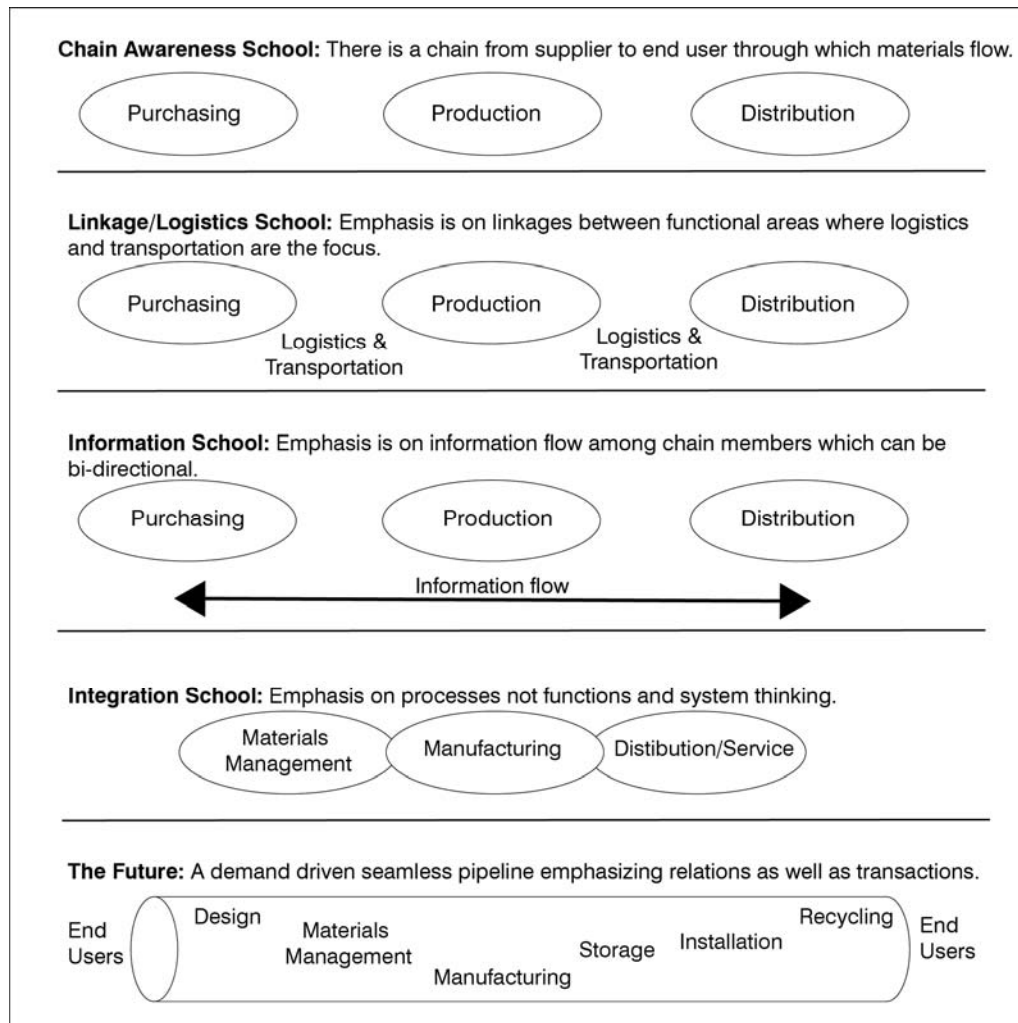 Chain Awareness School: There is a chain from supplier to end user through which materials flow.
Purchasing
Production
Distribution
Linkage/Logistics School: Emphasis is on linkages between functional areas where logistics
and transportation are the focus.
Purchasing
Production
Distribution
Logistics &
Transportation
Logistics &
Transportation
Information School: Emphasis is on information flow among chain members which can be
bi-directional.
Purchasing
Production
Distribution
Information flow
Integration School: Emphasis on processes not functions and system thinking.
Materials
Management
Manufacturing
Distibution/Service
The Future: A demand driven seamless pipeline emphasizing relations as well as transactions.
End
Users
Design
Materials
Management
Manufacturing
Storage
Installation
Recycling
End
Users